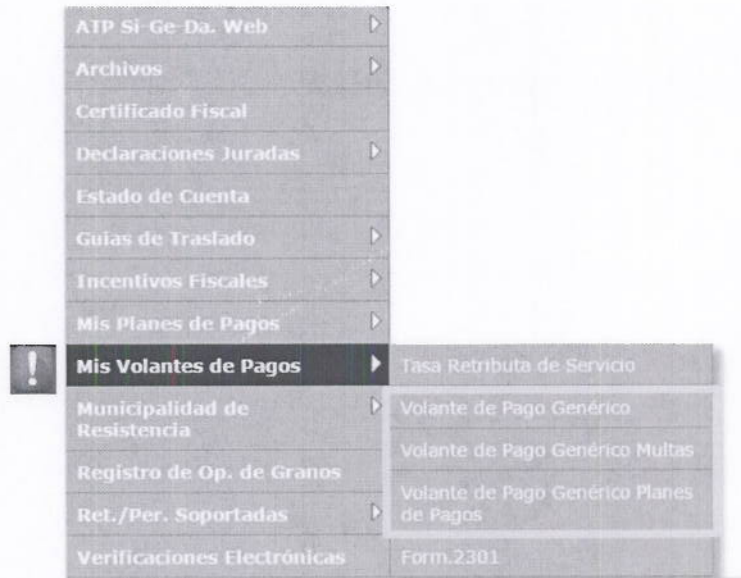 ATP Si-Ge-Da. Web
Archivos
Certificado Fiscal
Declaraciones Juradas
Estado de Cuenta
Guias de Traslado
Incentivos Fiscales
Mis Planes de Pagos
Mis Volantes de Pagos
Tasa Retributa de Servicio
Municipalidad de
Resistencia
Volante de Pago Genérico
Volante de Pago Genérico Multas
Registro de Op. de Granos
Volante de Pago Genérico Planes
de Pagos
Ret./Per. Soportadas
Verificaciones Electrónicas
Form.2301